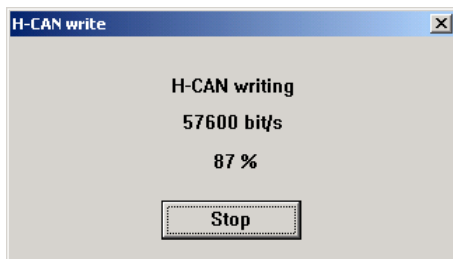 H-CAN write
H-CAN writing
57600 bit/s
87 %
Stop